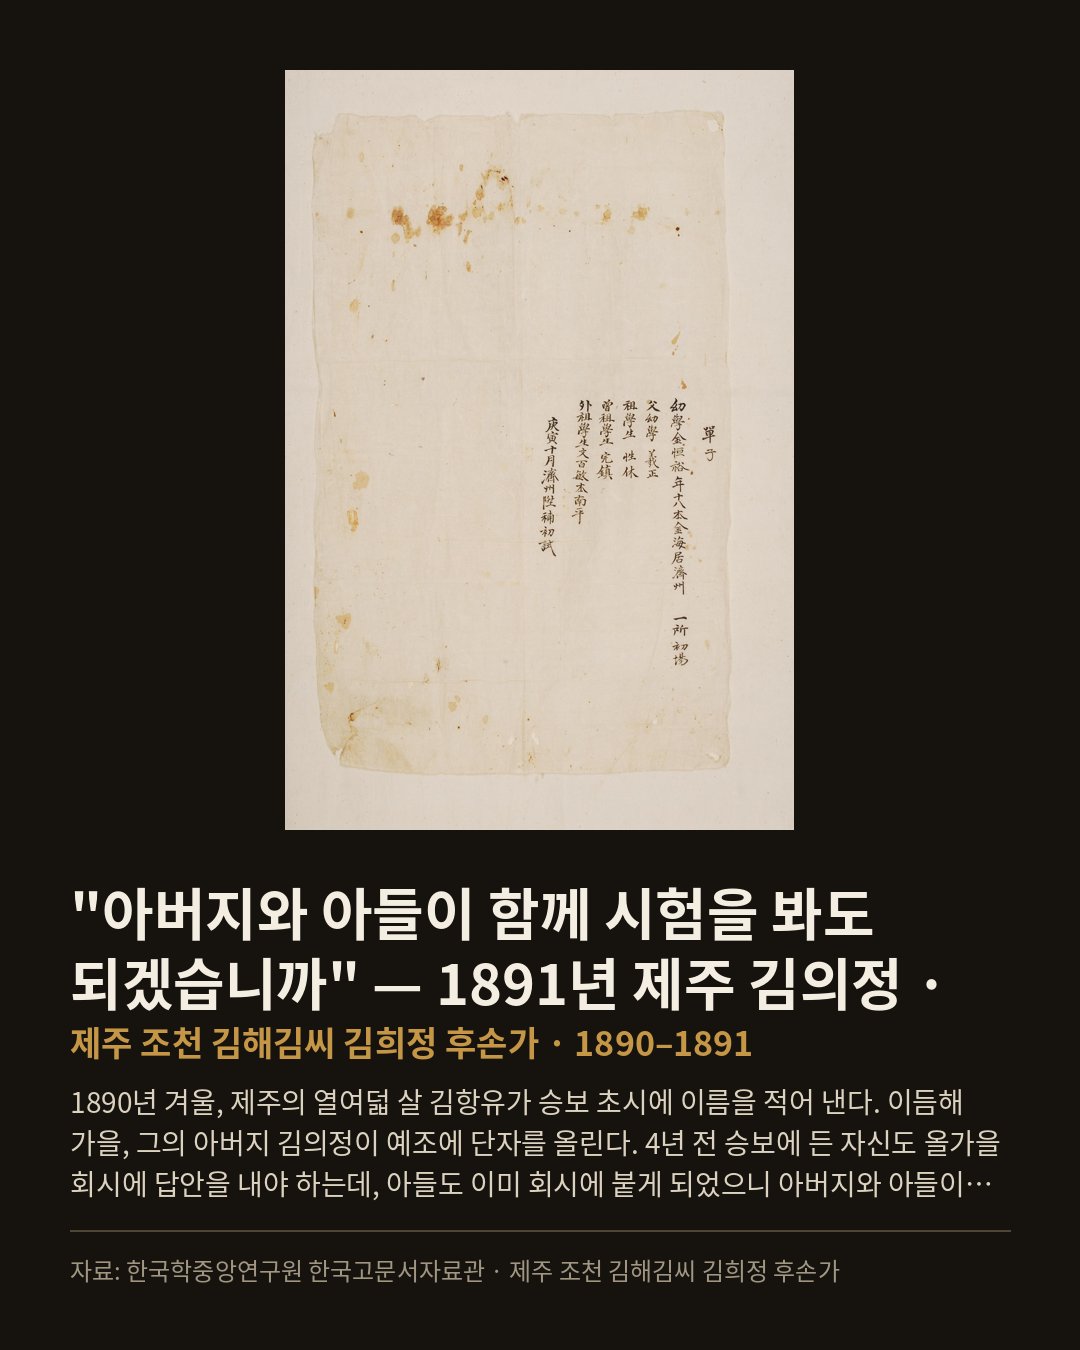 單子
幼學金恒裕年十八本金海居濟州 一所初場
父幼學 義正
祖學生 性休
曾祖學生 完鎭
外祖學生文百敏本南平
庚寅十月濟州陞補初試
"아버지와 아들이 함께 시험을 봐도
되겠습니까" — 1891년 제주 김의정 ·
제주 조천 김해김씨 김희정 후손가 · 1890–1891
1890년 겨울, 제주의 열여덟 살 김항유가 승보 초시에 이름을 적어 낸다. 이듬해
가을, 그의 아버지 김의정이 예조에 단자를 올린다. 4년 전 승보에 든 자신도 올가을
회시에 답안을 내야 하는데, 아들도 이미 회시에 붙게 되었으니 아버지와 아들이…
자료: 한국학중앙연구원 한국고문서자료관 · 제주 조천 김해김씨 김희정 후손가